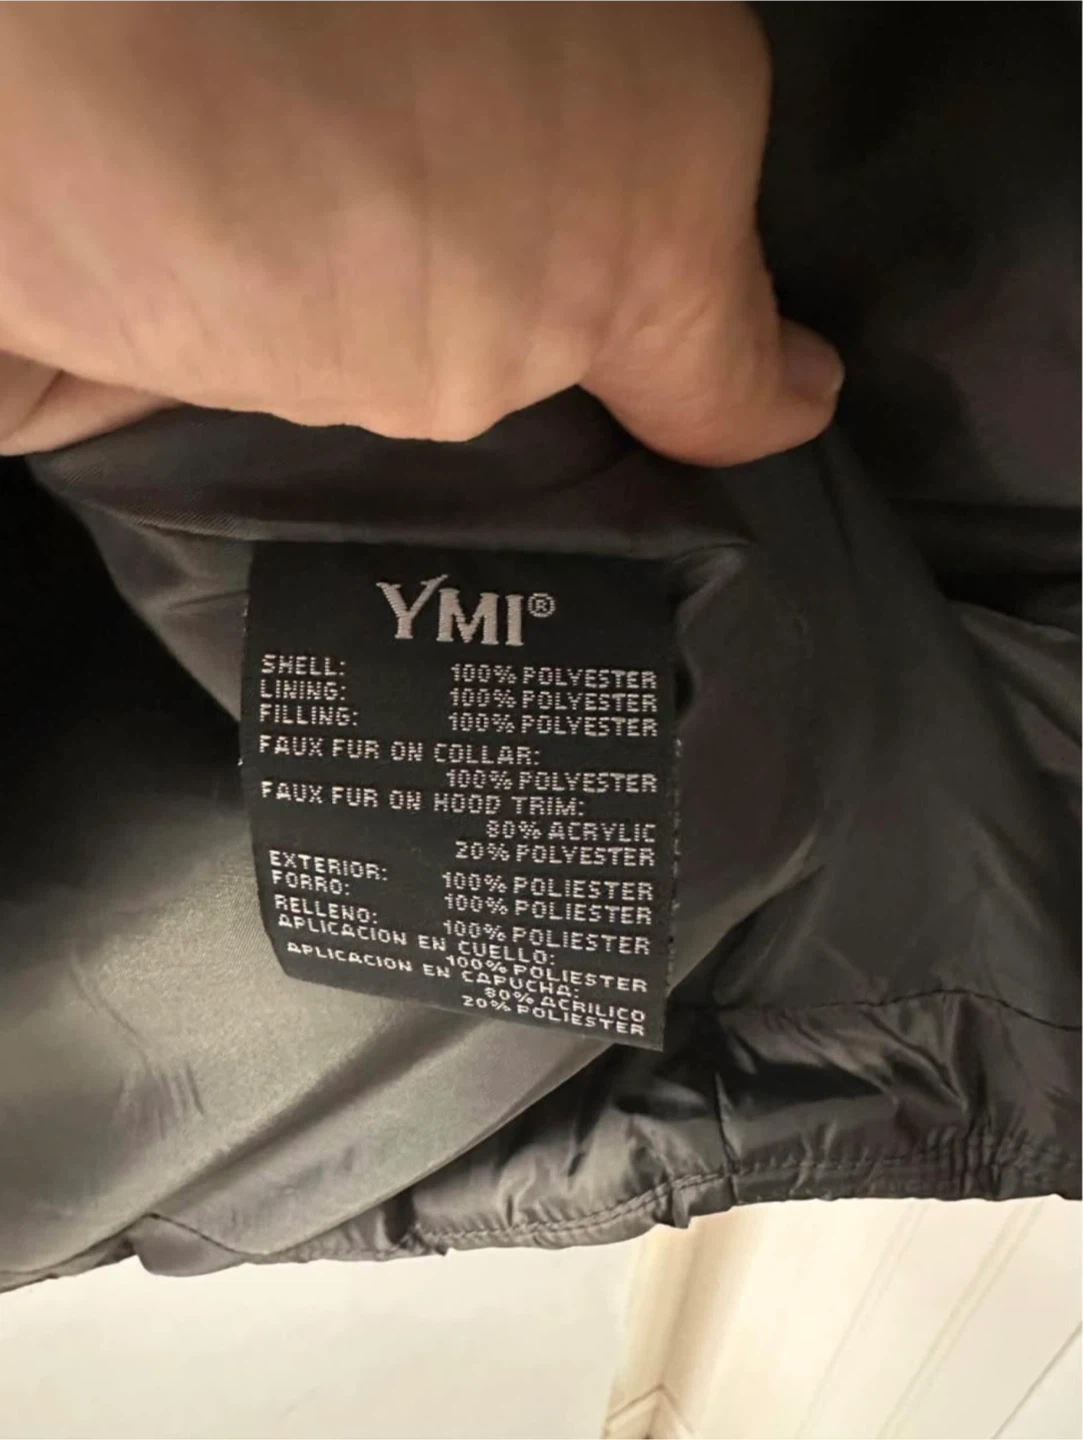 YMI®
SHELL: 100% POLYESTER
LINING: 100% POLYESTER
FILLING: 100% POLYESTER
FAUX FUR ON COLLAR:
100% POLYESTER
FAUX FUR ON HOOD TRIM:
80% ACRYLIC
20% POLYESTER
EXTERIOR: 100% POLIESTER
FORRO: 100% POLIESTER
RELLENO: 100% POLIESTER
APLICACION EN CUELLO:
100% POLIESTER
APLICACION EN CAPUCHA:
80% ACRILICO
20% POLIESTER